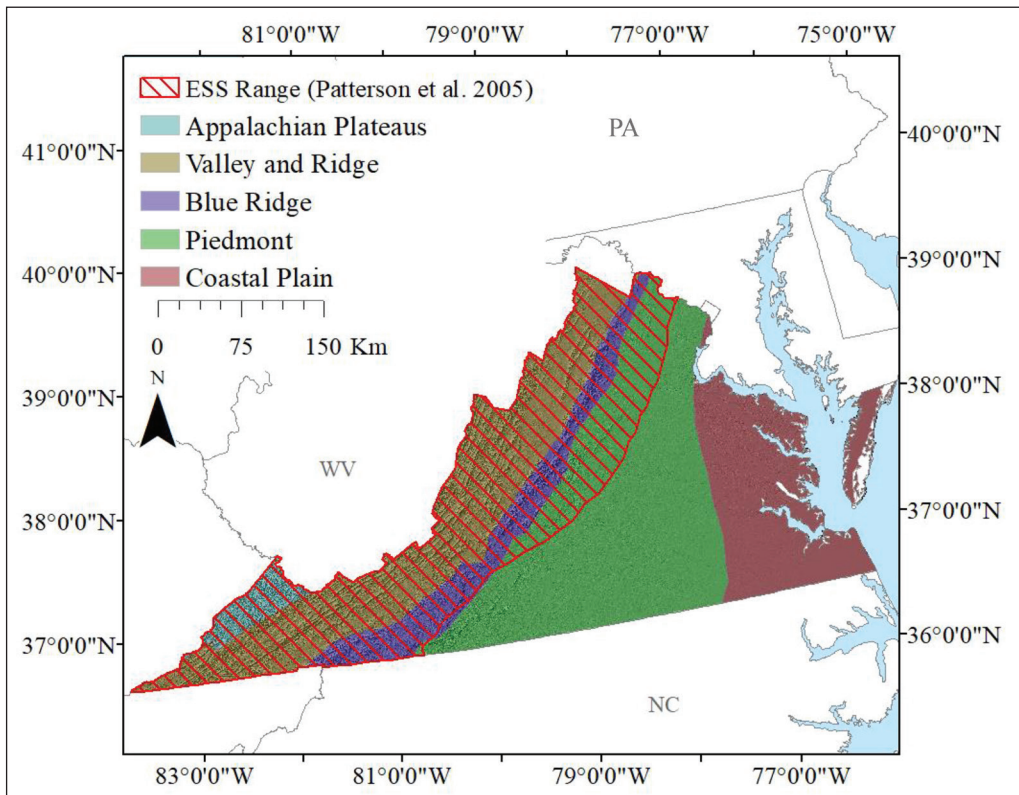 81°0'0"W 79°0'0"W 77°0'0"W 75°0'0"W
ESS Range (Patterson et al. 2005)
Appalachian Plateaus
Valley and Ridge
Blue Ridge
Piedmont
Coastal Plain
0 75 150 Km
N
PA
WV
NC
41°0'0"N
40°0'0"N
39°0'0"N
38°0'0"N
37°0'0"N
40°0'0"N
39°0'0"N
38°0'0"N
37°0'0"N
36°0'0"N
83°0'0"W 81°0'0"W 79°0'0"W 77°0'0"W